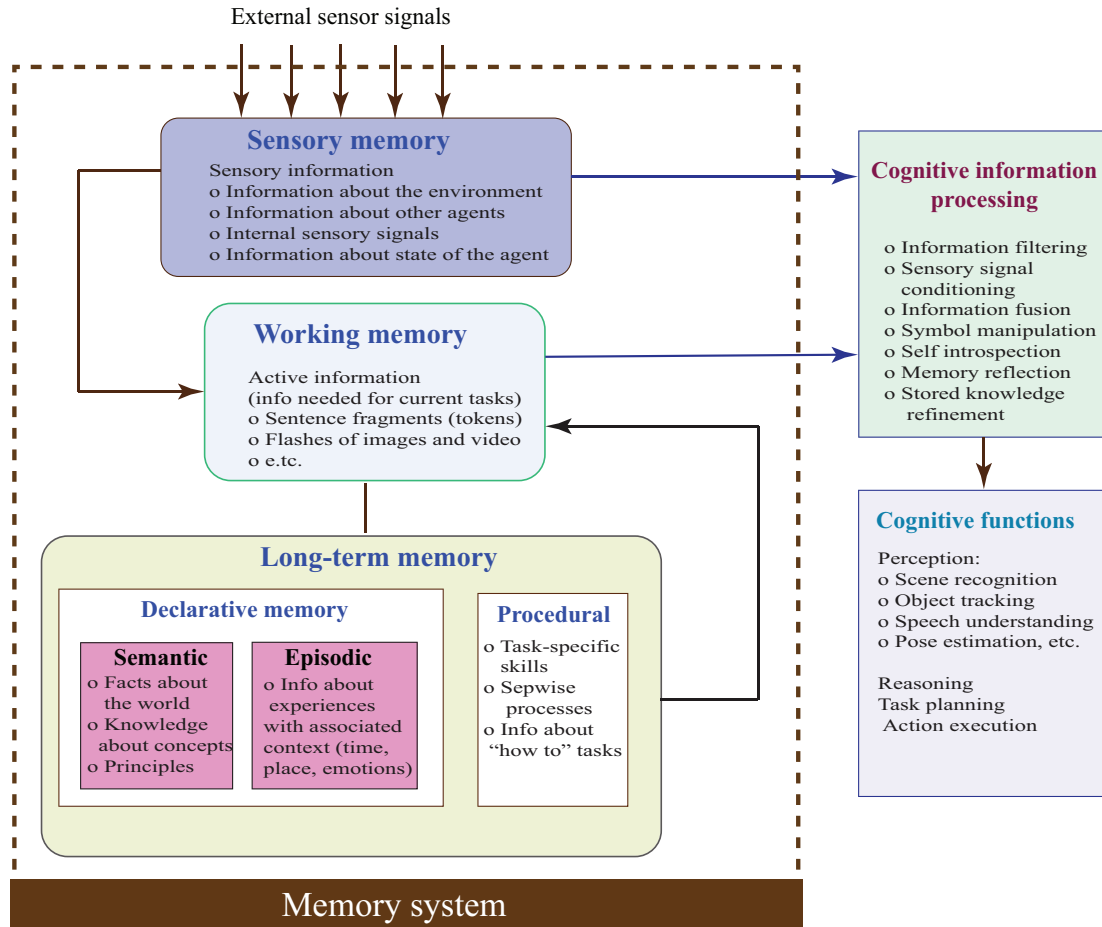 External sensor signals
Sensory memory
Sensory information
o Information about the environment
o Information about other agents
o Internal sensory signals
o Information about state of the agent
Working memory
Active information
(info needed for current tasks)
o Sentence fragments (tokens)
o Flashes of images and video
o e.tc.
Long-term memory
Declarative memory
Semantic
o Facts about
the world
o Knowledge
about concepts
o Principles
Episodic
o Info about
experiences
with associated
context (time,
place, emotions)
Procedural
o Task-specific
skills
o Sepwise
processes
o Info about
“how to” tasks
Memory system
Cognitive information
processing
o Information filtering
o Sensory signal
conditioning
o Information fusion
o Symbol manipulation
o Self introspection
o Memory reflection
o Stored knowledge
refinement
Cognitive functions
Perception:
o Scene recognition
o Object tracking
o Speech understanding
o Pose estimation, etc.
Reasoning
Task planning
Action execution